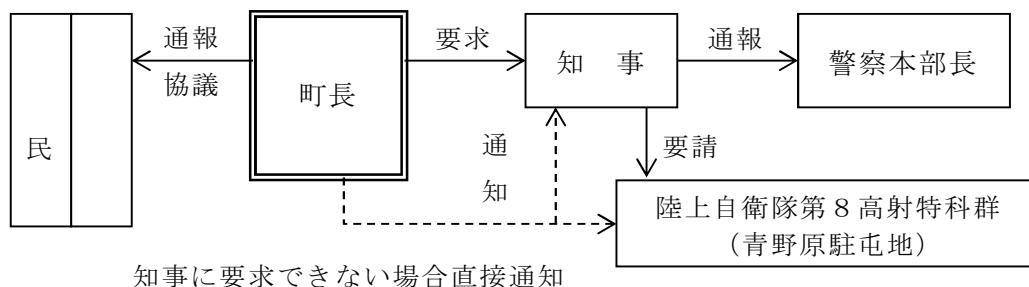 通報
協議
民
町長
要求
知　事
通報
警察本部長
通
知
要請
陸上自衛隊第８高射特科群
（青野原駐屯地）
知事に要求できない場合直接通知